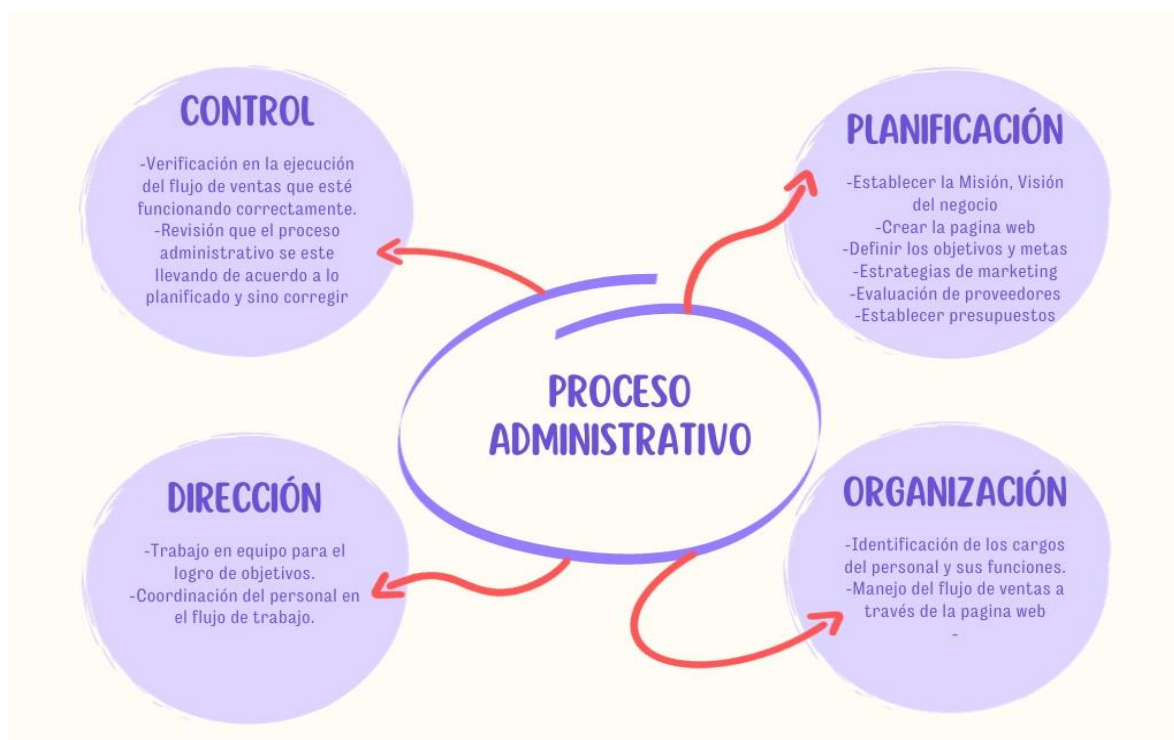 CONTROL
-Verificación en la ejecución
del flujo de ventas que esté
funcionando correctamente.
-Revisión que el proceso
administrativo se este
llevando de acuerdo a lo
planificado y sino corregir
PLANIFICACIÓN
-Establecer la Misión, Visión
del negocio
-Crear la pagina web
-Definir los objetivos y metas
-Estrategias de marketing
-Evaluación de proveedores
-Establecer presupuestos
PROCESO
ADMINISTRATIVO
DIRECCIÓN
-Trabajo en equipo para el
logro de objetivos.
-Coordinación del personal en
el flujo de trabajo.
ORGANIZACIÓN
-Identificación de los cargos
del personal y sus funciones.
-Manejo del flujo de ventas a
través de la pagina web
-